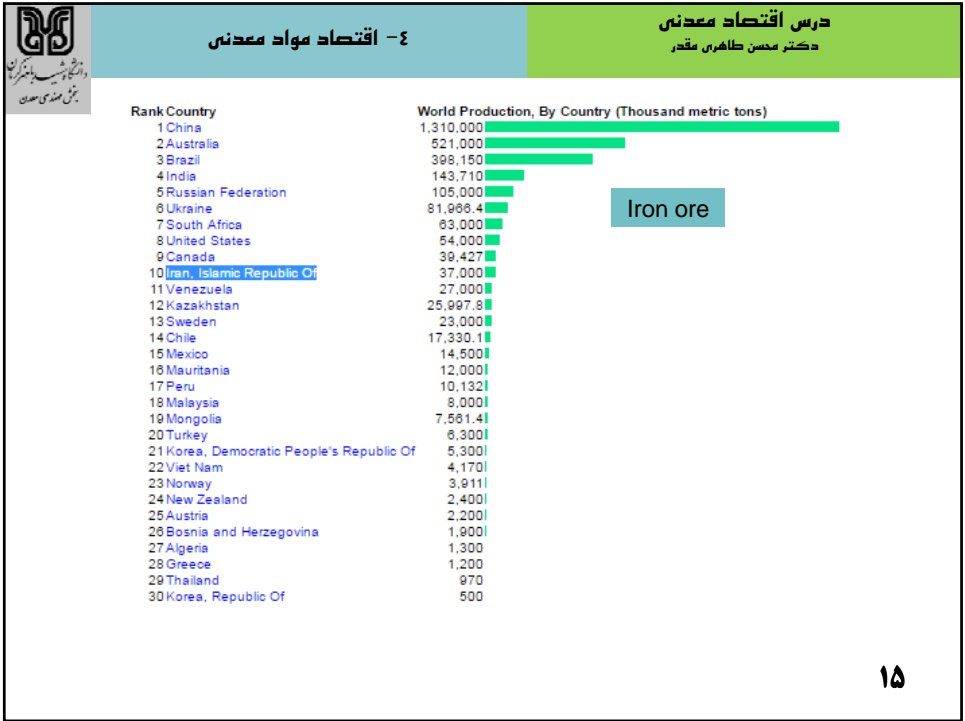 درس اقتصاد معدنی
دکتر محسن طاهری مقدر
٤- اقتصاد مواد معدنی
دانشگاه شهید باهنر کرمان
بخش مهندسی معدن
Rank Country World Production, By Country (Thousand metric tons)
1 China 1,310,000
2 Australia 521,000
3 Brazil 398,150
4 India 143,710
5 Russian Federation 105,000
6 Ukraine 81,966.4
7 South Africa 63,000
8 United States 54,000
9 Canada 39,427
10 Iran, Islamic Republic Of 37,000
11 Venezuela 27,000
12 Kazakhstan 25,997.8
13 Sweden 23,000
14 Chile 17,330.1
15 Mexico 14,500
16 Mauritania 12,000
17 Peru 10,132
18 Malaysia 8,000
19 Mongolia 7,561.4
20 Turkey 6,300
21 Korea, Democratic People's Republic Of 5,300
22 Viet Nam 4,170
23 Norway 3,911
24 New Zealand 2,400
25 Austria 2,200
26 Bosnia and Herzegovina 1,900
27 Algeria 1,300
28 Greece 1,200
29 Thailand 970
30 Korea, Republic Of 500
Iron ore
۱۵